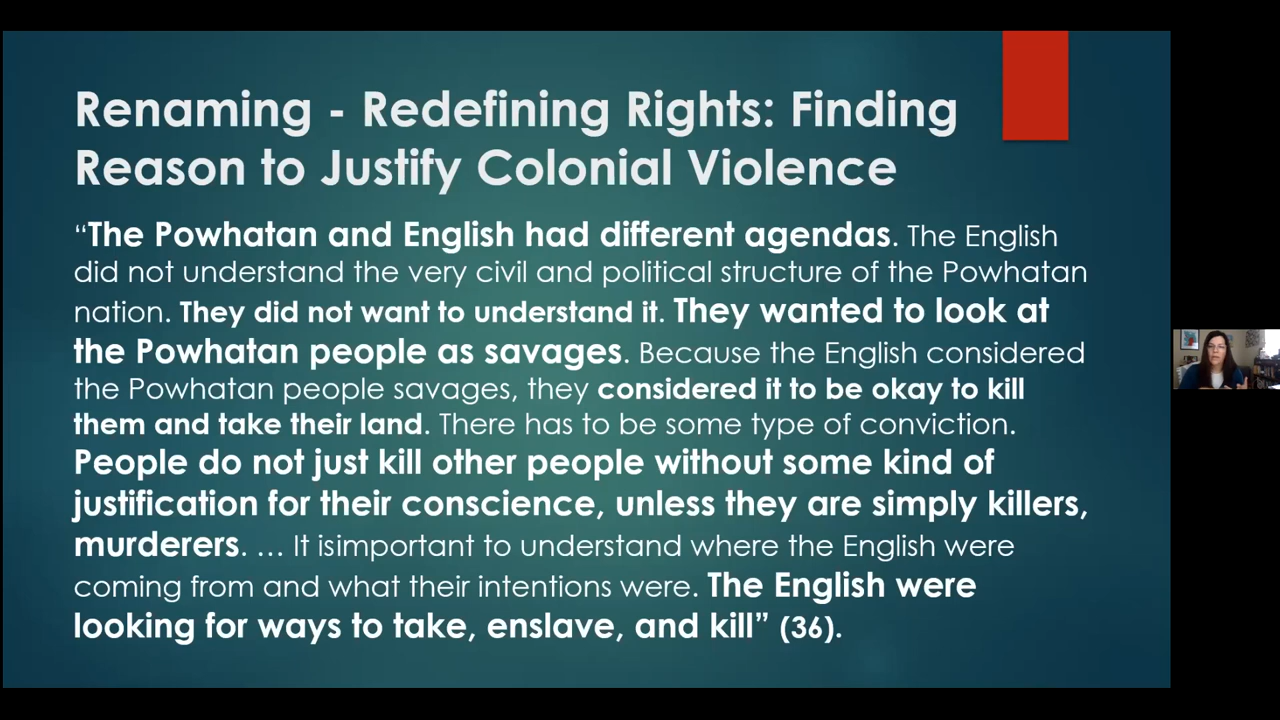 Renaming - Redefining Rights: Finding
Reason to Justify Colonial Violence
“The Powhatan and English had different agendas. The English
did not understand the very civil and political structure of the Powhatan
nation. They did not want to understand it. They wanted to look at
the Powhatan people as savages. Because the English considered
the Powhatan people savages, they considered it to be okay to kill
them and take their land. There has to be some type of conviction.
People do not just kill other people without some kind of
justification for their conscience, unless they are simply killers,
murderers. … It isimportant to understand where the English were
coming from and what their intentions were. The English were
looking for ways to take, enslave, and kill” (36).